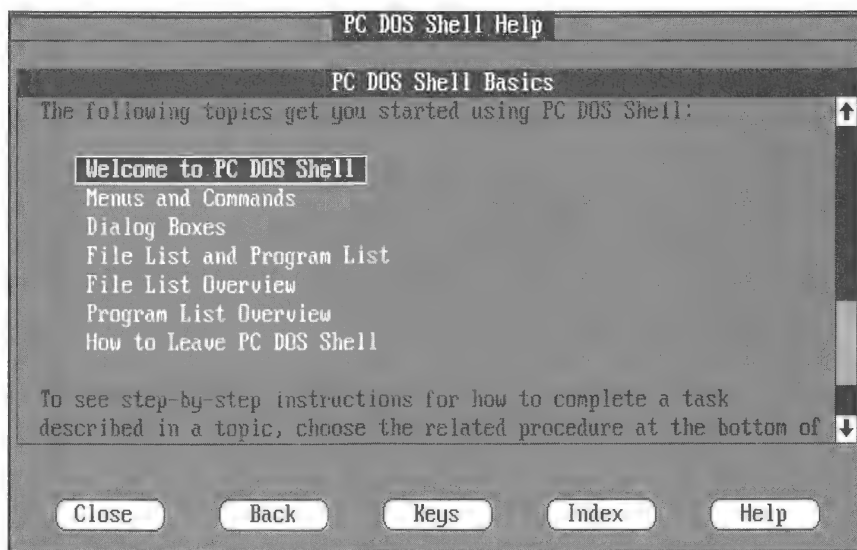 PC DOS Shell Help
PC DOS Shell Basics
The following topics get you started using PC DOS Shell:
Welcome to PC DOS Shell
Menus and Commands
Dialog Boxes
File List and Program List
File List Overview
Program List Overview
How to Leave PC DOS Shell
To see step-by-step instructions for how to complete a task
described in a topic, choose the related procedure at the bottom of
Close Back Keys Index Help